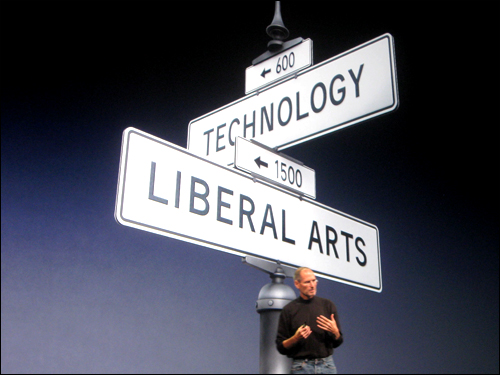 ← 600
TECHNOLOGY
← 1500
LIBERAL ARTS